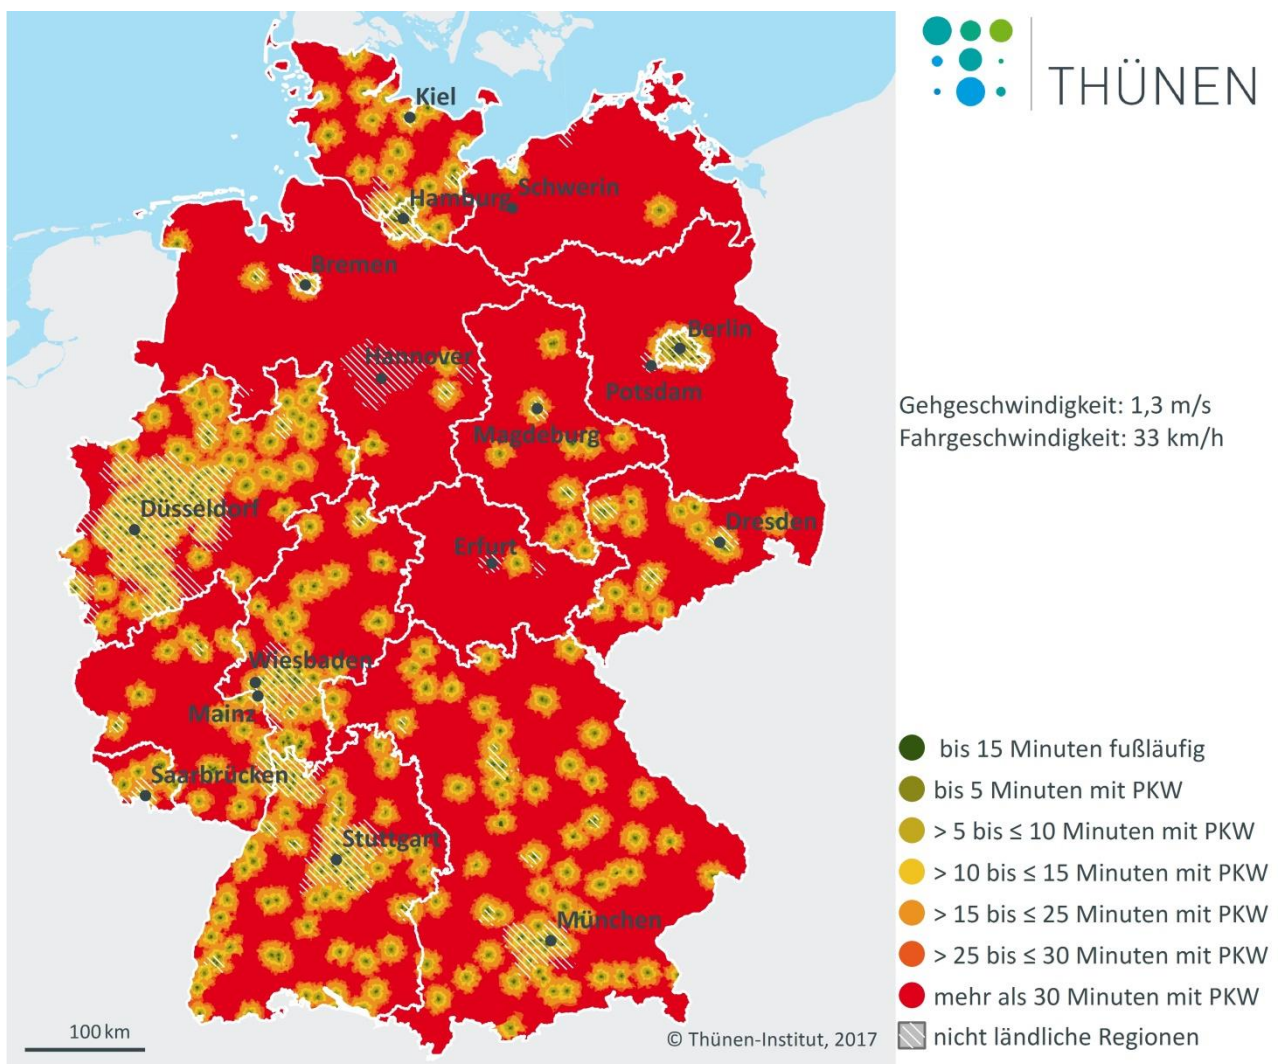 THÜNEN
Kiel
Schwerin
Hamburg
Bremen
Berlin
Hannover
Potsdam
Magdeburg
Düsseldorf
Dresden
Erfurt
Wiesbaden
Mainz
Saarbrücken
Stuttgart
München
Gehgeschwindigkeit: 1,3 m/s
Fahrgeschwindigkeit: 33 km/h
bis 15 Minuten fußläufig
bis 5 Minuten mit PKW
> 5 bis ≤ 10 Minuten mit PKW
> 10 bis ≤ 15 Minuten mit PKW
> 15 bis ≤ 25 Minuten mit PKW
> 25 bis ≤ 30 Minuten mit PKW
mehr als 30 Minuten mit PKW
nicht ländliche Regionen
100 km
© Thünen-Institut, 2017